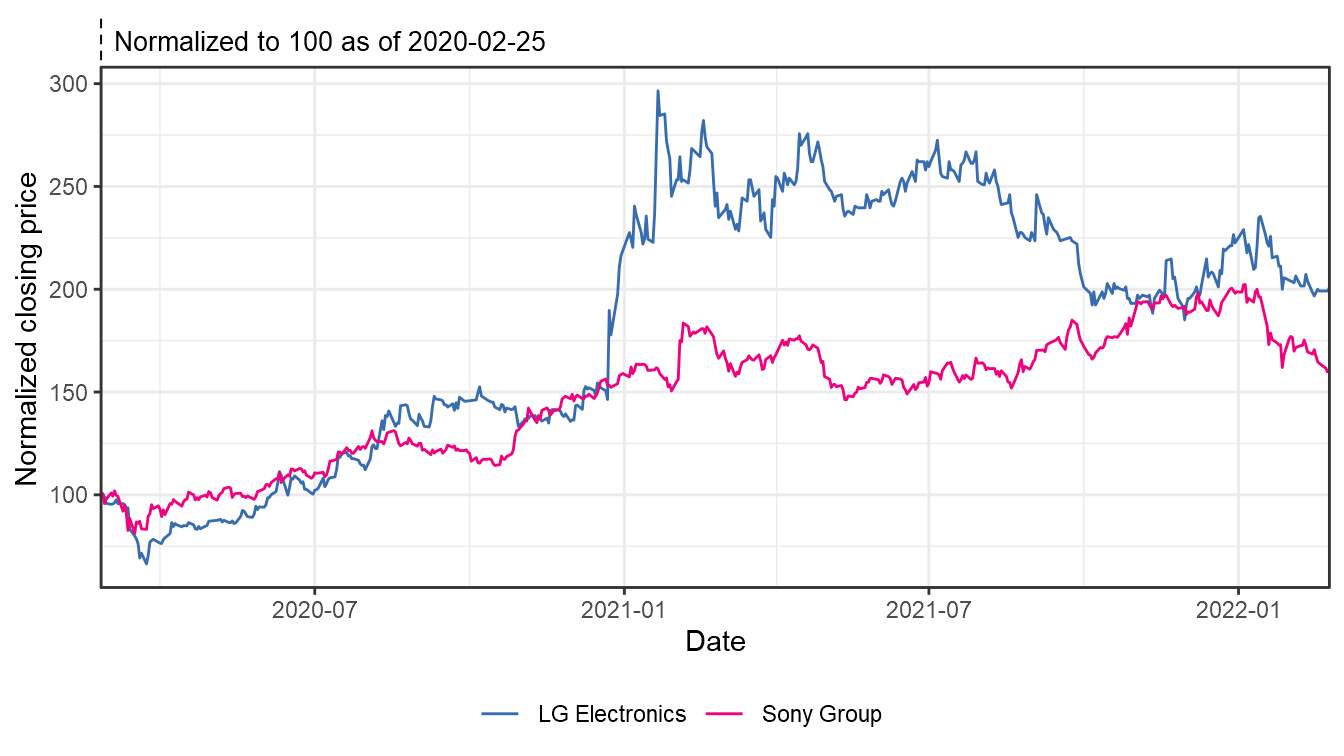 Normalized to 100 as of 2020-02-25
300
250
200
150
100
Normalized closing price
2020-07
2021-01
2021-07
2022-01
Date
LG Electronics
Sony Group